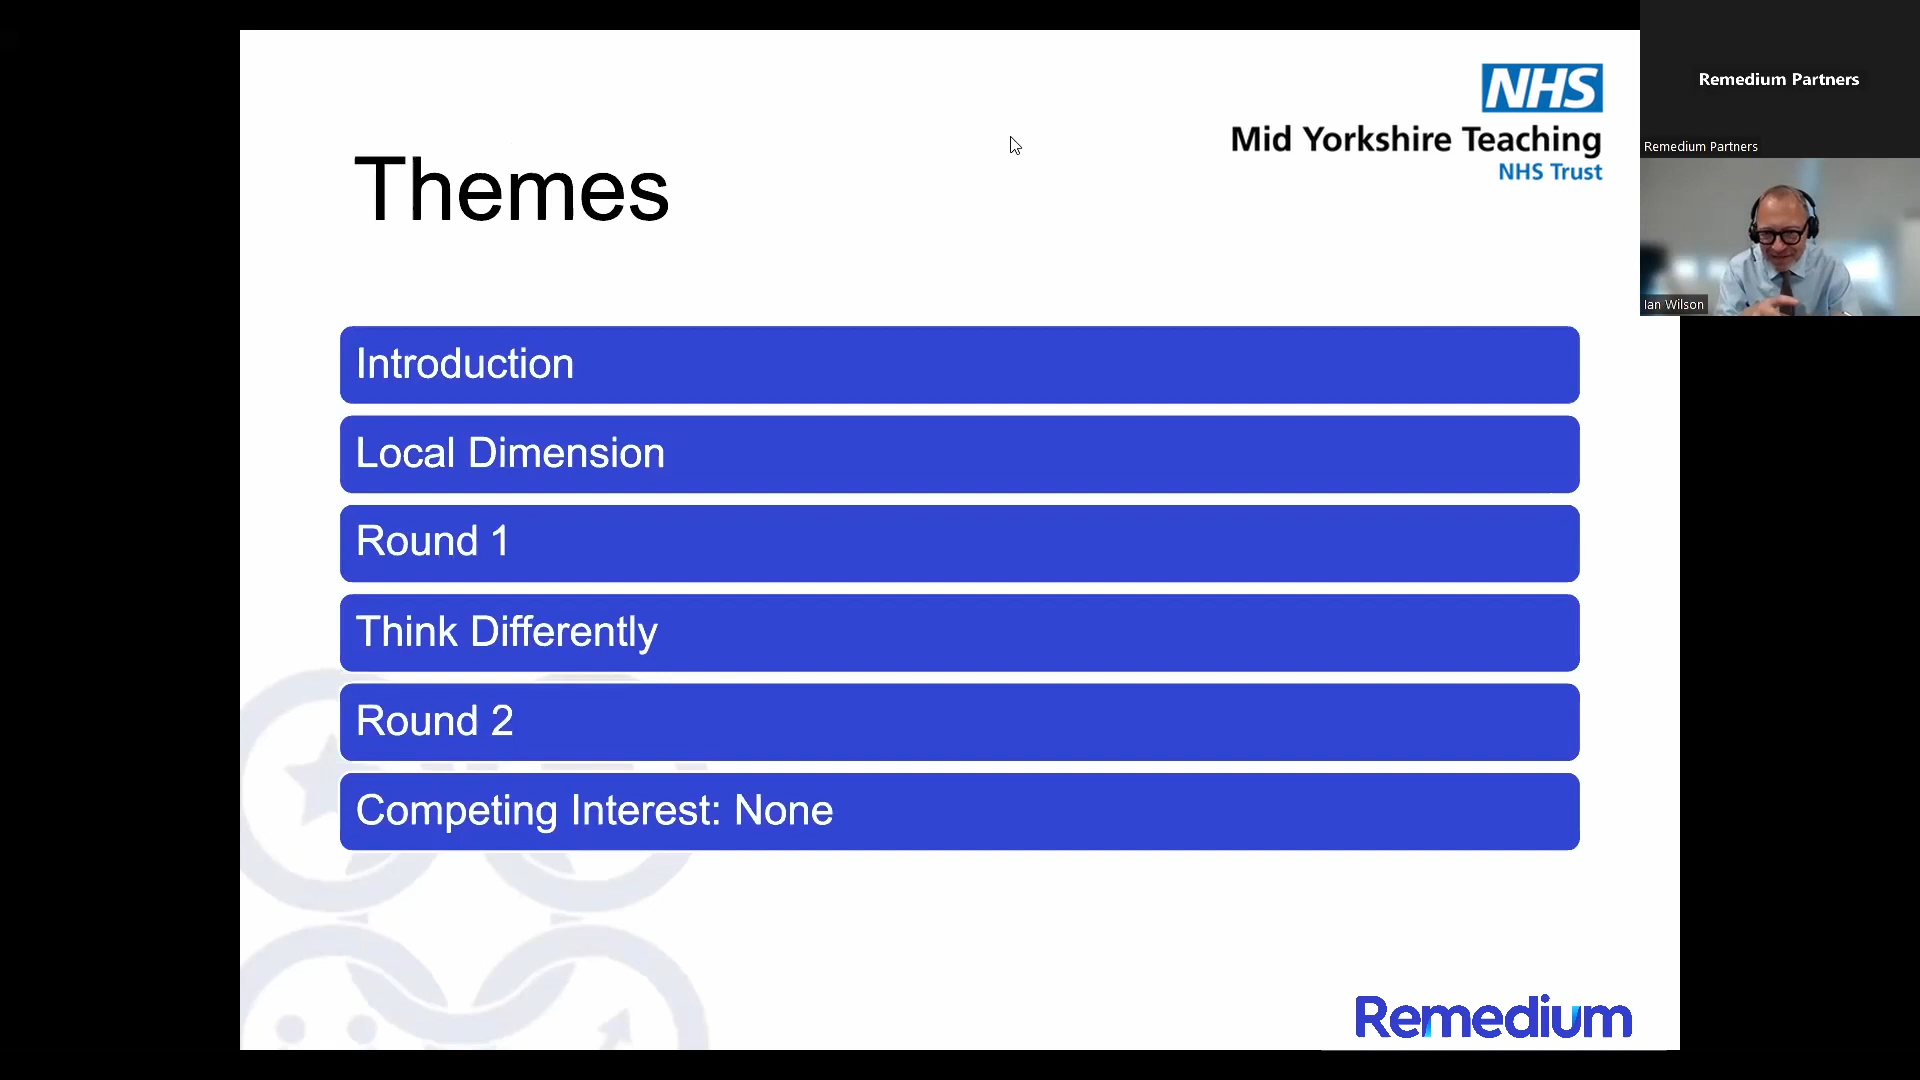 NHS
Mid Yorkshire Teaching
NHS Trust
Themes
Introduction
Local Dimension
Round 1
Think Differently
Round 2
Competing Interest: None
Remedium
Remedium Partners
Remedium Partners
Ian Wilson